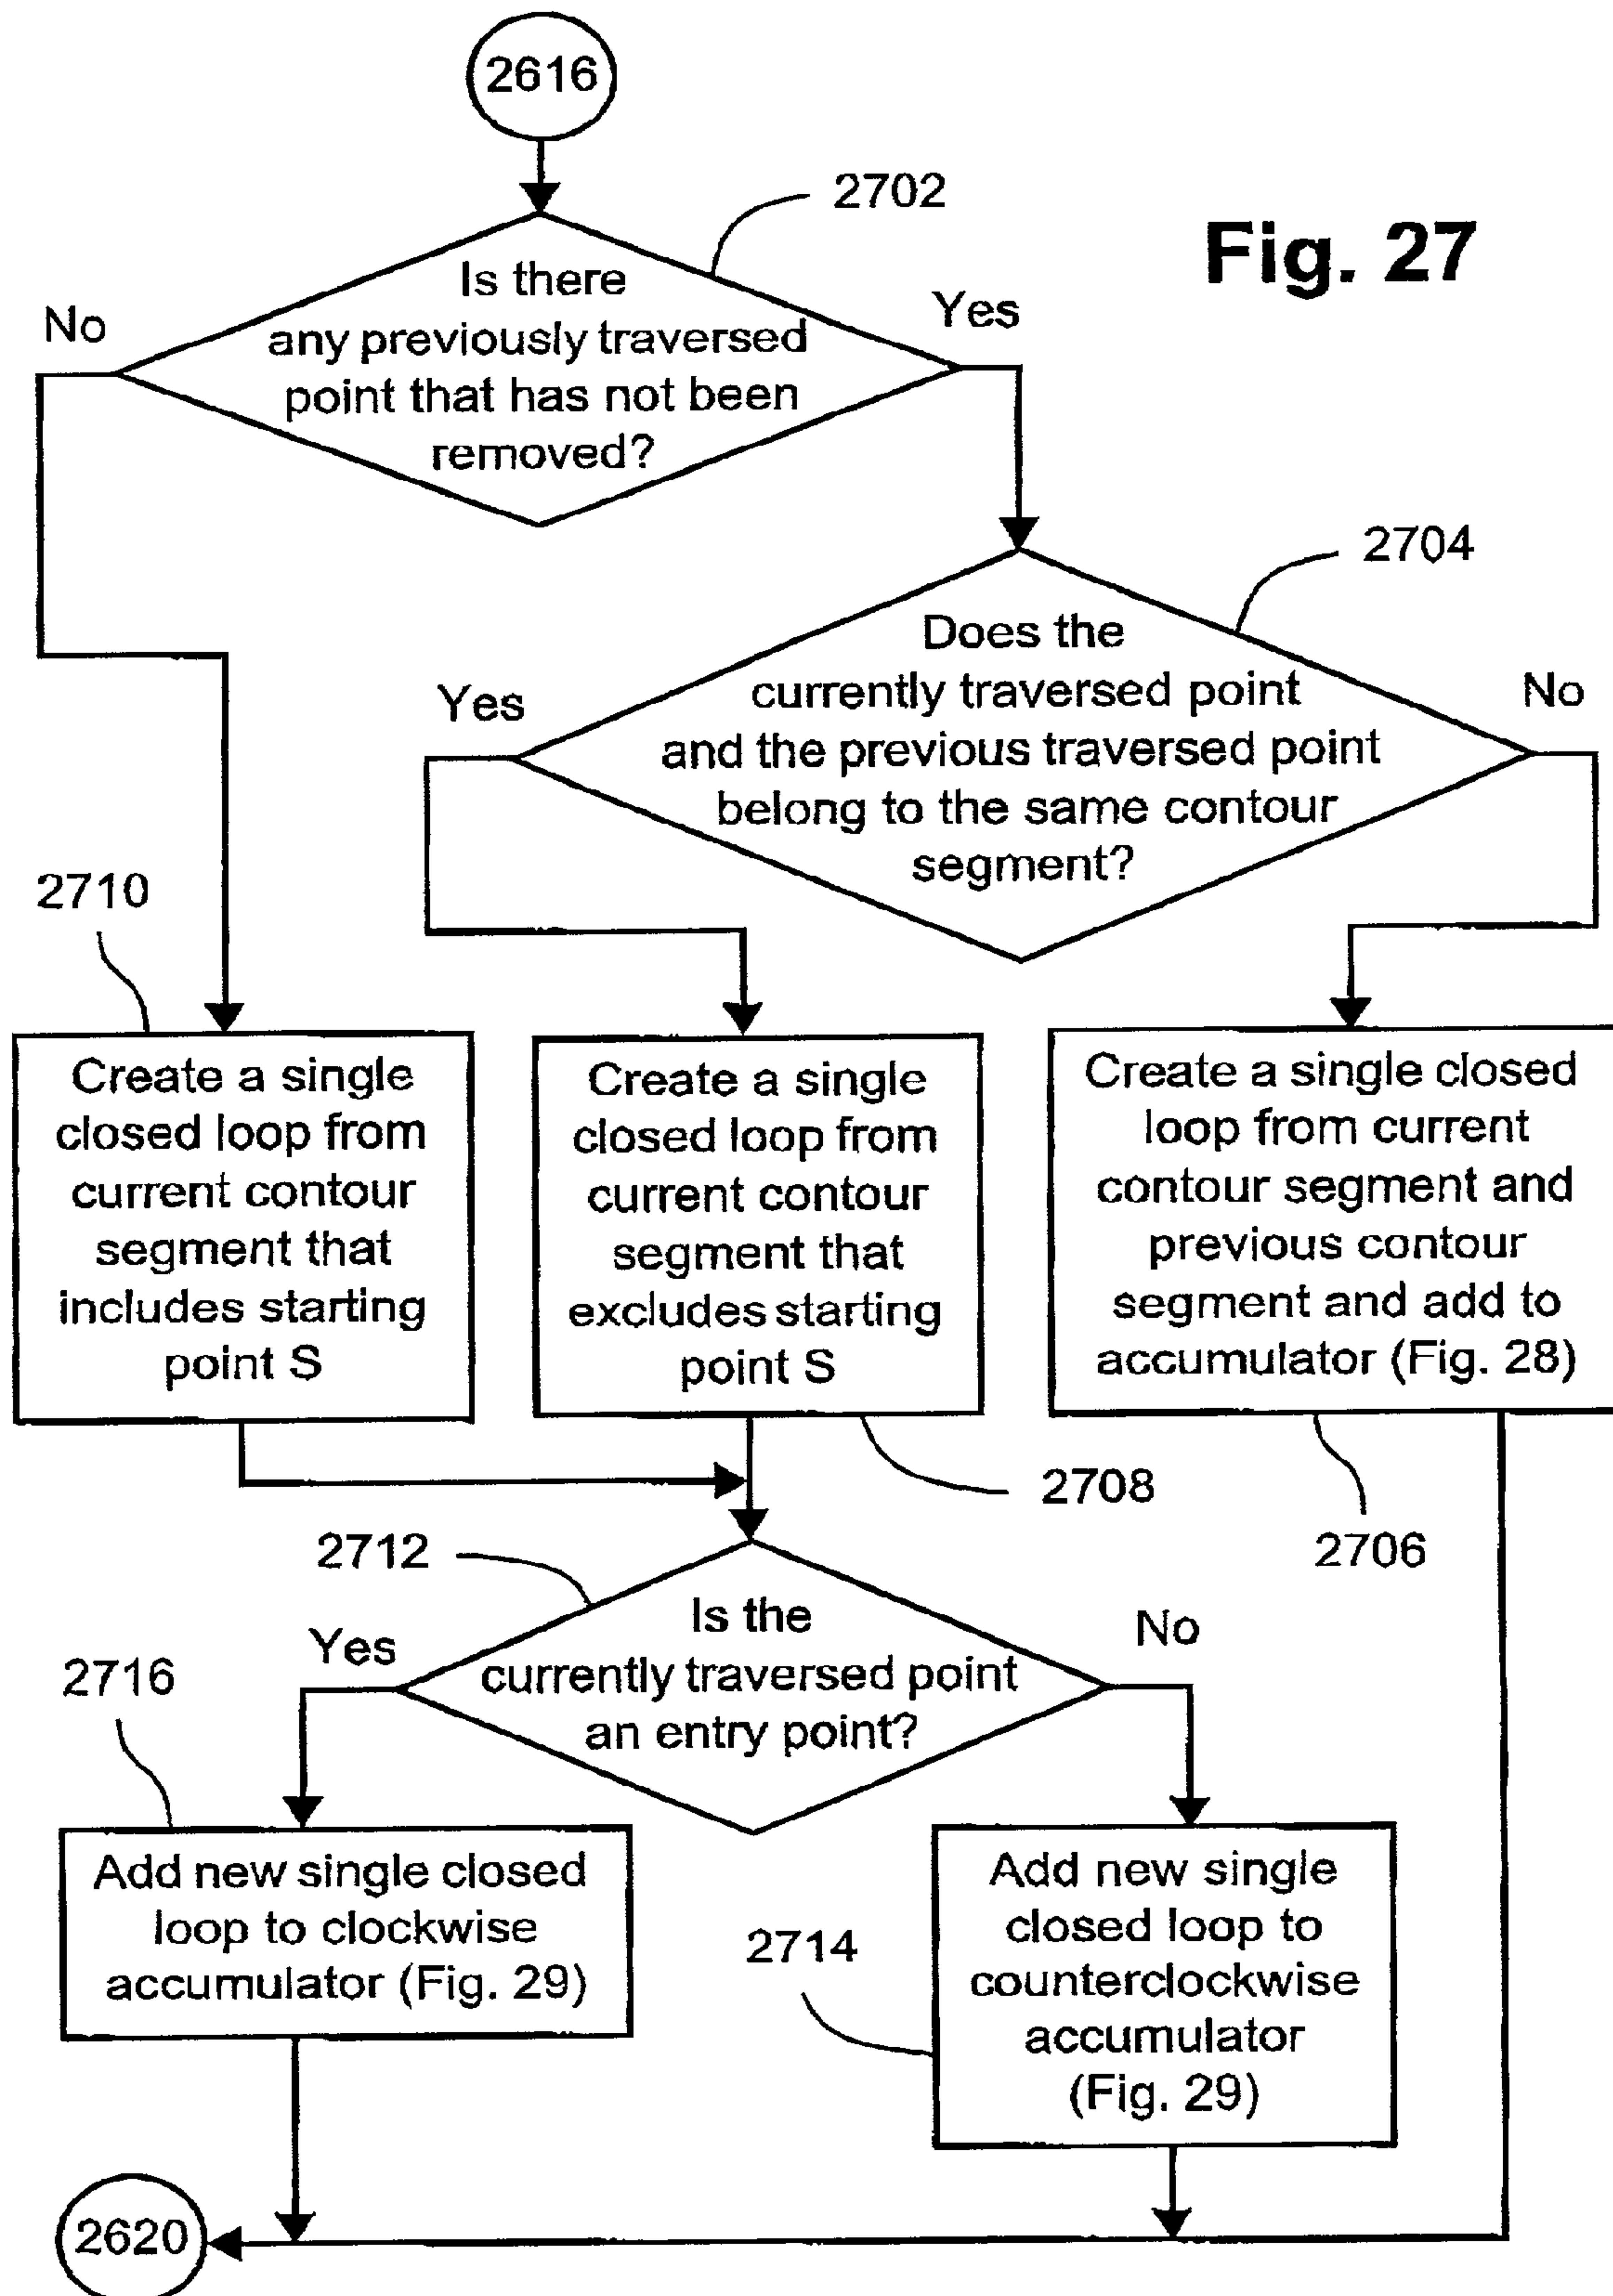 2616
2702
Fig. 27
Is there
any previously traversed
point that has not been
removed?
No
Yes
2704
Does the
currently traversed point
and the previous traversed point
belong to the same contour
segment?
Yes
No
2710
Create a single
closed loop from
current contour
segment that
includes starting
point S
Create a single
closed loop from
current contour
segment that
excludes starting
point S
Create a single closed
loop from current
contour segment and
previous contour
segment and add to
accumulator (Fig. 28)
2708
2706
2712
Is the
currently traversed point
an entry point?
Yes
No
2716
Add new single closed
loop to clockwise
accumulator (Fig. 29)
2714
Add new single
closed loop to
counterclockwise
accumulator
(Fig. 29)
2620